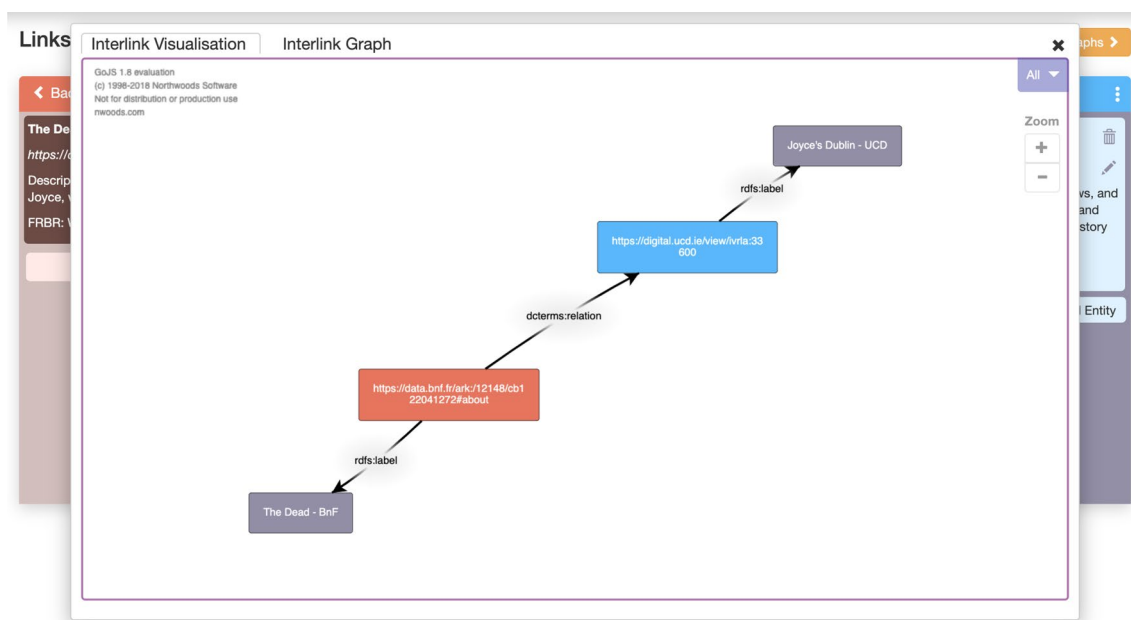 Links
Interlink Visualisation
Interlink Graph
GoJS 1.8 evaluation
(c) 1998-2018 Northwoods Software
Not for distribution or production use
nwoods.com
All
Zoom
+
−
Joyce's Dublin - UCD
rdfs:label
https://digital.ucd.ie/view/ivrla:33
600
dcterms:relation
https://data.bnf.fr/ark:/12148/cb1
22041272#about
rdfs:label
The Dead - BnF
The De
https://
Descrip
Joyce,
FRBR:
vs, and
and
story
Entity